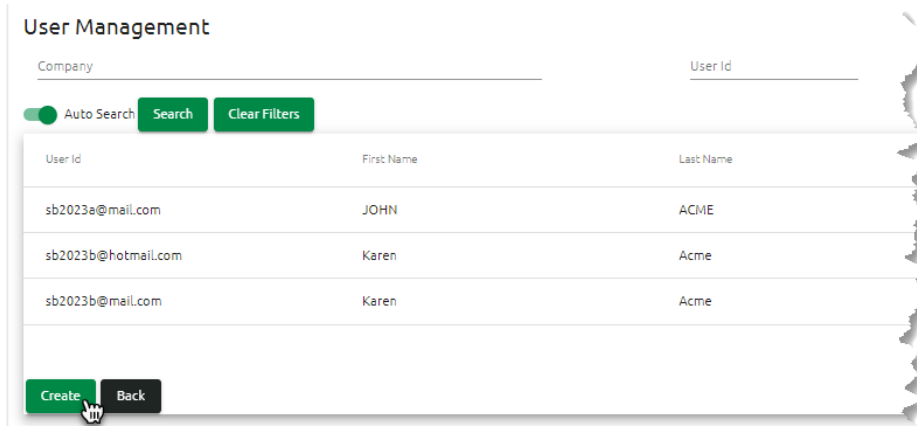 User Management
Company User Id
Auto Search Search Clear Filters
User Id First Name Last Name
sb2023a@mail.com JOHN ACME
sb2023b@hotmail.com Karen Acme
sb2023b@mail.com Karen Acme
Create Back